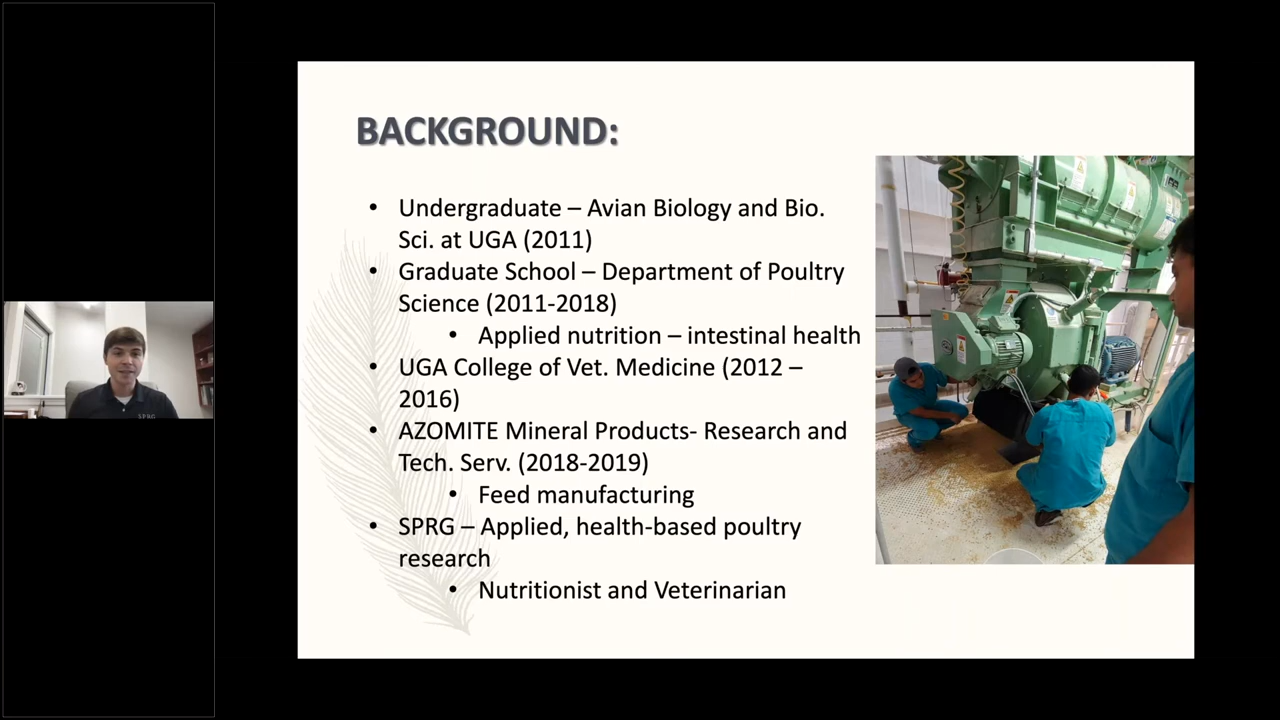 BACKGROUND:
• Undergraduate – Avian Biology and Bio.
Sci. at UGA (2011)
• Graduate School – Department of Poultry
Science (2011-2018)
• Applied nutrition – intestinal health
• UGA College of Vet. Medicine (2012 –
2016)
• AZOMITE Mineral Products- Research and
Tech. Serv. (2018-2019)
• Feed manufacturing
• SPRG – Applied, health-based poultry
research
• Nutritionist and Veterinarian
SPRG